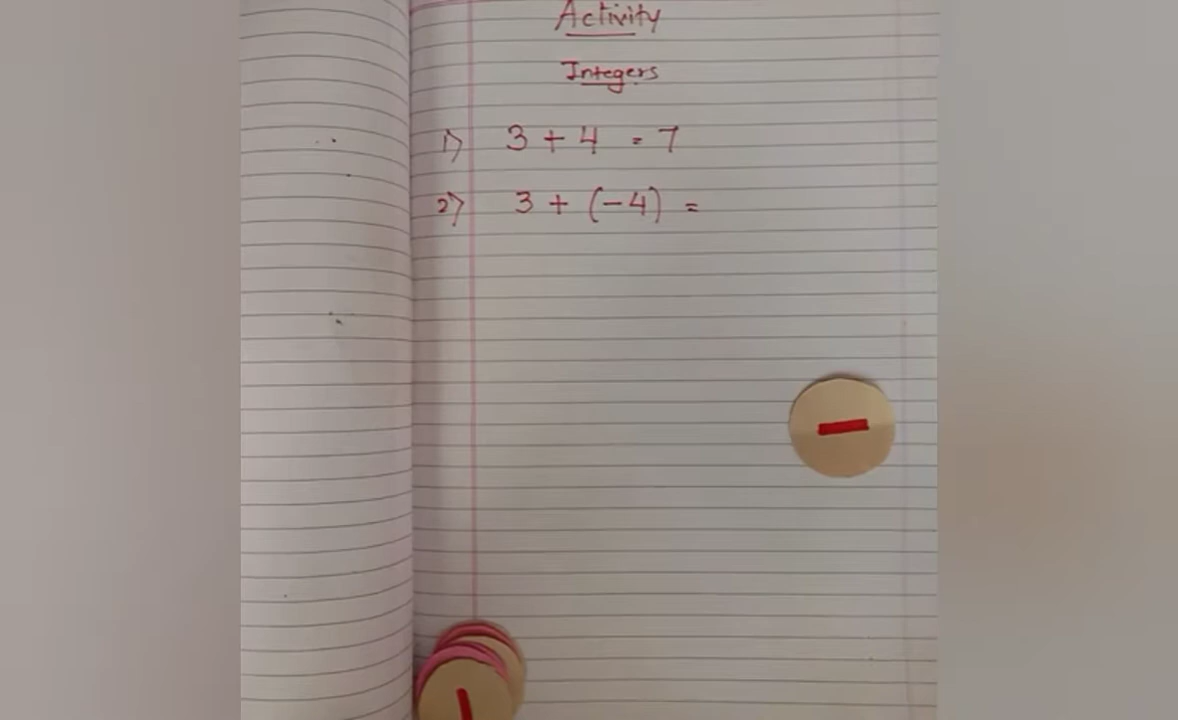 Activity
Integers
1) 3 + 4 = 7
2) 3 + (-4) =
-